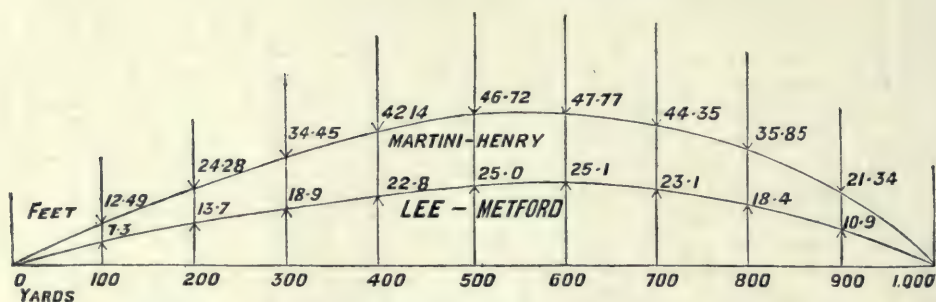 46·72 47·77
42 14 44·35
34·45 MARTINI-HENRY 35·85
24·28
FEET 12·49 18·9 22·8 25·0 25·1 23·1 21·34
7·3 13·7 LEE – METFORD 18·4 10·9
0 100 200 300 400 500 600 700 800 900 1.000
YARDS